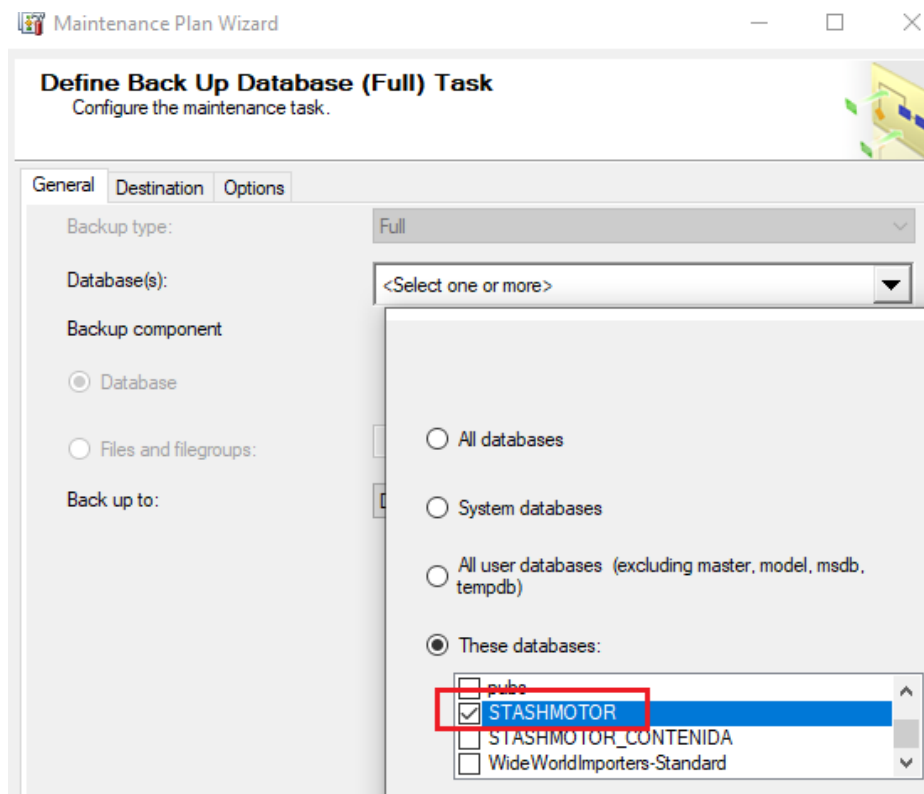 Maintenance Plan Wizard
Define Back Up Database (Full) Task
Configure the maintenance task.
General Destination Options
Backup type: Full
Database(s): <Select one or more>
Backup component
Database
All databases
Files and filegroups:
Back up to:
System databases
All user databases (excluding master, model, msdb,
tempdb)
These databases:
pubs
STASHMOTOR
STASHMOTOR_CONTENIDA
WideWorldImporters-Standard